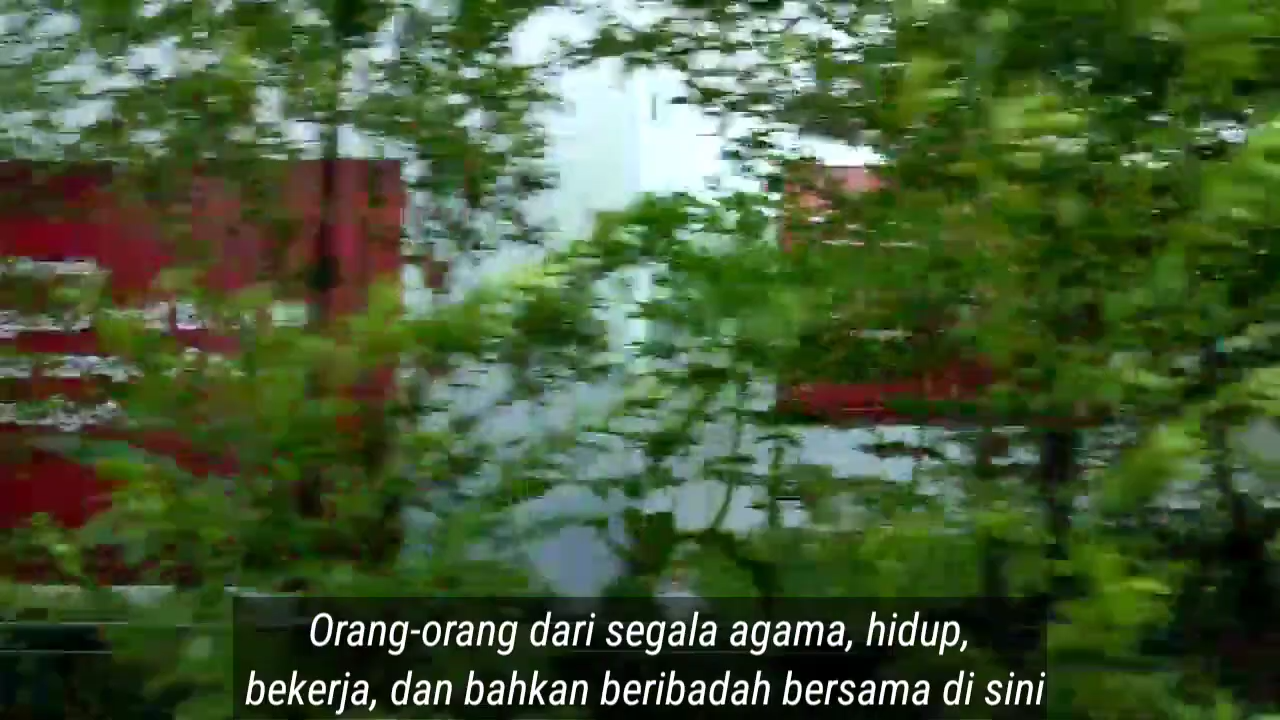 Orang-orang dari segala agama, hidup,
bekerja, dan bahkan beribadah bersama di sini